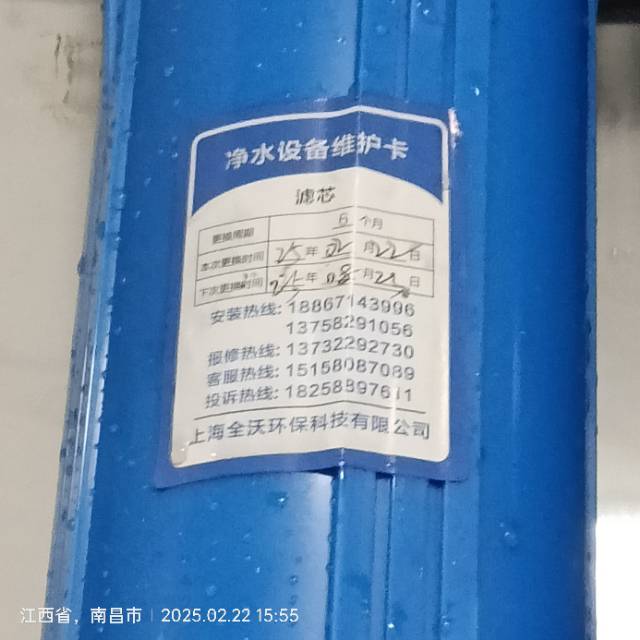 净水设备维护卡
滤芯
更换周期 6 个月
本次更换时间 25 年 02 月 22 日
下次更换时间 25 年 08 月 21 日
安装热线: 18867143996
13758291056
报修热线: 13732292730
客服热线: 15158087089
投诉热线: 18258897611
上海全沃环保科技有限公司
江西省，南昌市 | 2025.02.22 15:55